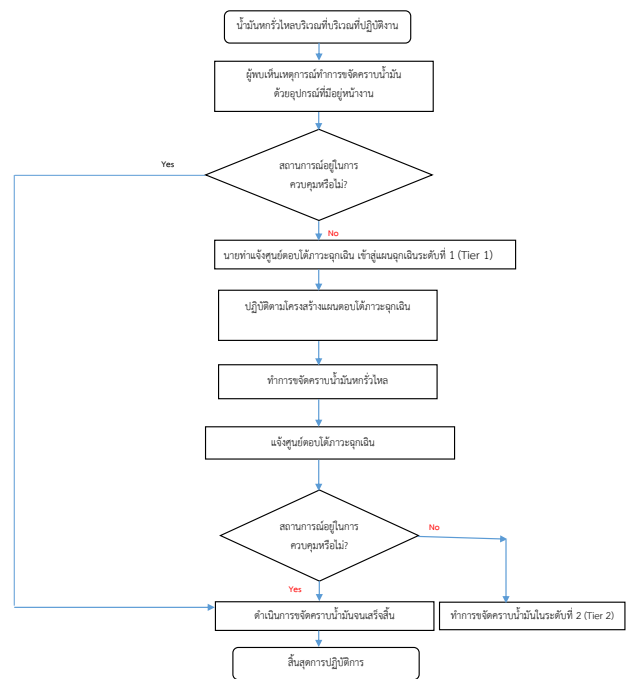 น้ำมันหกรั่วไหลบริเวณที่บริเวณที่ปฏิบัติงาน
ผู้พบเห็นเหตุการณ์ทำการขจัดคราบน้ำมัน
ด้วยอุปกรณ์ที่มีอยู่หน้างาน
Yes
สถานการณ์อยู่ในการ
ควบคุมหรือไม่?
No
นายท่าแจ้งศูนย์ตอบโต้ภาวะฉุกเฉิน เข้าสู่แผนฉุกเฉินระดับที่ 1 (Tier 1)
ปฏิบัติตามโครงสร้างแผนตอบโต้ภาวะฉุกเฉิน
ทำการขจัดคราบน้ำมันหกรั่วไหล
แจ้งศูนย์ตอบโต้ภาวะฉุกเฉิน
สถานการณ์อยู่ในการ
ควบคุมหรือไม่?
No
Yes
ดำเนินการขจัดคราบน้ำมันจนเสร็จสิ้น
ทำการขจัดคราบน้ำมันในระดับที่ 2 (Tier 2)
สิ้นสุดการปฏิบัติการ